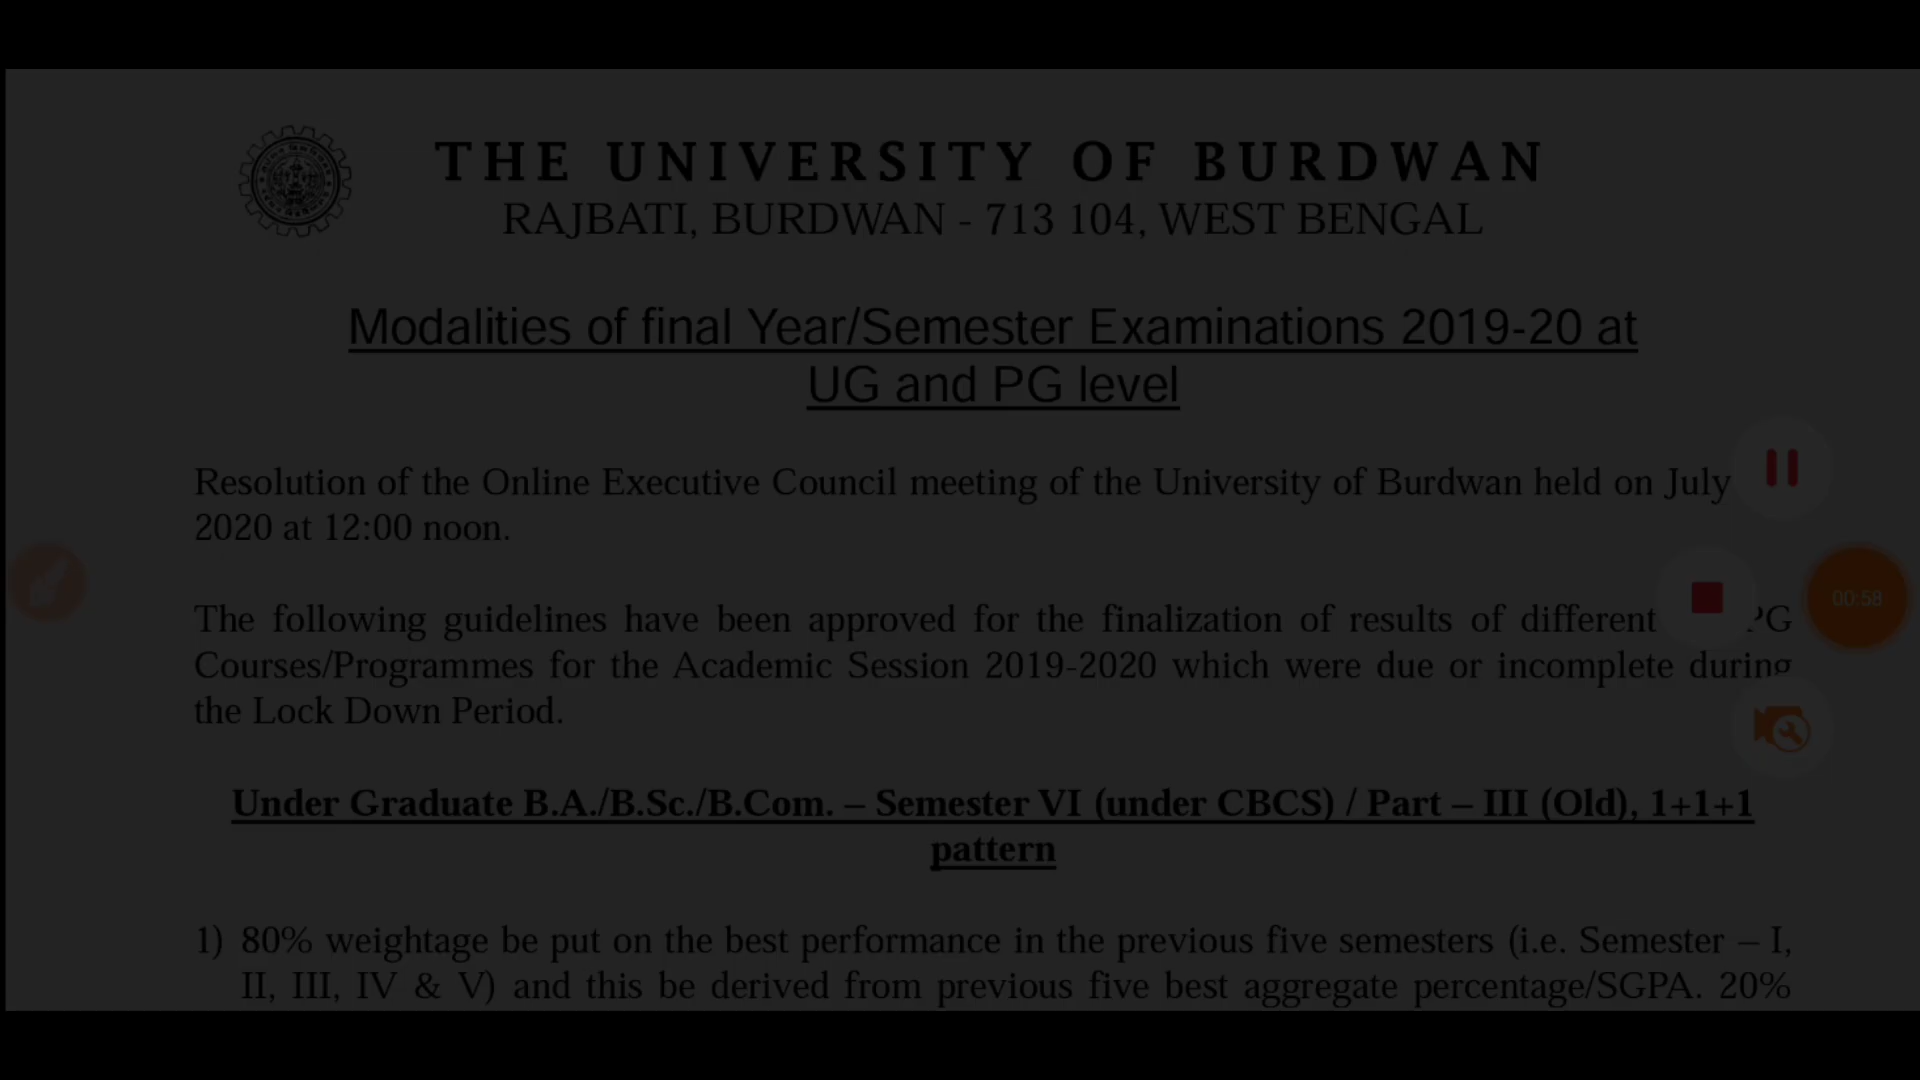 THE UNIVERSITY OF BURDWAN
RAJBATI, BURDWAN - 713 104, WEST BENGAL
Modalities of final Year/Semester Examinations 2019-20 at
UG and PG level
Resolution of the Online Executive Council meeting of the University of Burdwan held on July
2020 at 12:00 noon.
The following guidelines have been approved for the finalization of results of different PG
Courses/Programmes for the Academic Session 2019-2020 which were due or incomplete during
the Lock Down Period.
00:58
Under Graduate B.A./B.Sc./B.Com. – Semester VI (under CBCS) / Part – III (Old), 1+1+1
pattern
1) 80% weightage be put on the best performance in the previous five semesters (i.e. Semester – I,
II, III, IV & V) and this be derived from previous five best aggregate percentage/SGPA. 20%